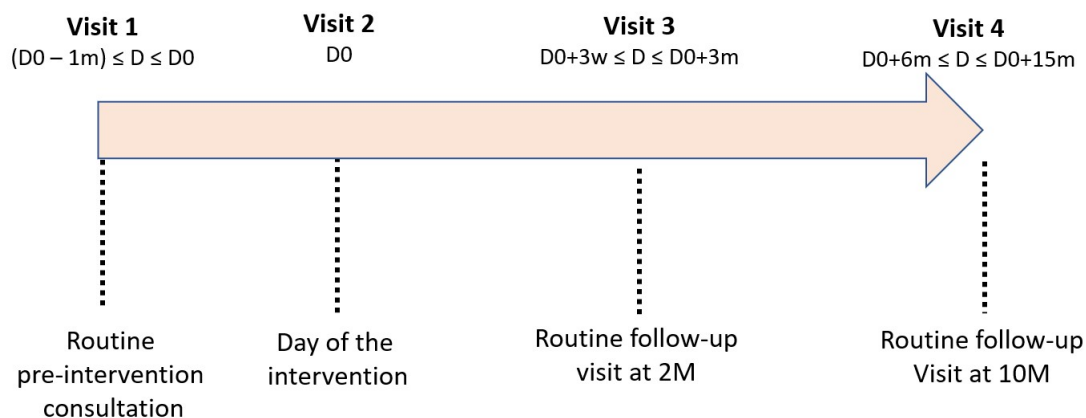 Visit 1
(D0 – 1m) ≤ D ≤ D0
Visit 2
D0
Visit 3
D0+3w ≤ D ≤ D0+3m
Visit 4
D0+6m ≤ D ≤ D0+15m
Routine
pre-intervention
consultation
Day of the
intervention
Routine follow-up
visit at 2M
Routine follow-up
Visit at 10M